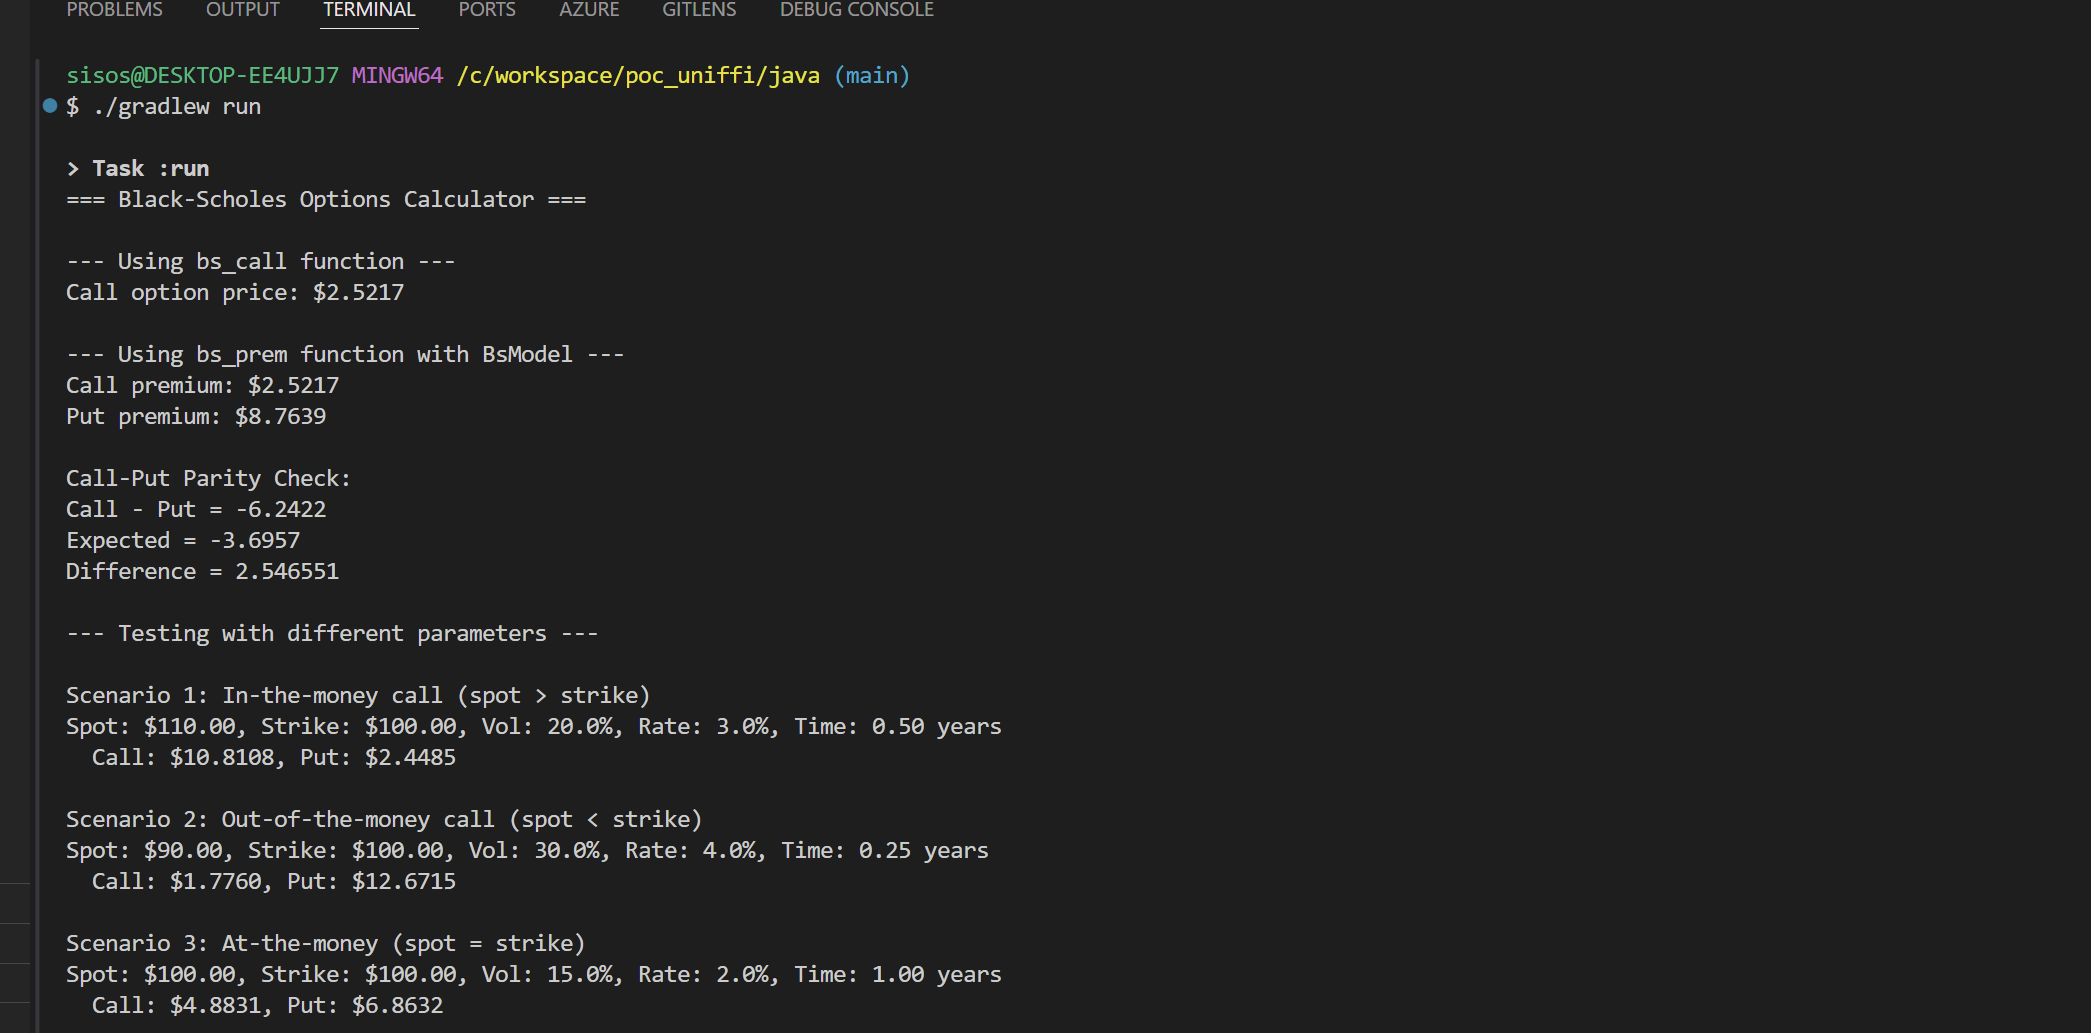 PROBLEMS OUTPUT TERMINAL PORTS AZURE GITLENS DEBUG CONSOLE
sisos@DESKTOP-EE4UJJ7 MINGW64 /c/workspace/poc_uniffi/java (main)
$ ./gradlew run
> Task :run
=== Black-Scholes Options Calculator ===
--- Using bs_call function ---
Call option price: $2.5217
--- Using bs_prem function with BsModel ---
Call premium: $2.5217
Put premium: $8.7639
Call-Put Parity Check:
Call - Put = -6.2422
Expected = -3.6957
Difference = 2.546551
--- Testing with different parameters ---
Scenario 1: In-the-money call (spot > strike)
Spot: $110.00, Strike: $100.00, Vol: 20.0%, Rate: 3.0%, Time: 0.50 years
  Call: $10.8108, Put: $2.4485
Scenario 2: Out-of-the-money call (spot < strike)
Spot: $90.00, Strike: $100.00, Vol: 30.0%, Rate: 4.0%, Time: 0.25 years
  Call: $1.7760, Put: $12.6715
Scenario 3: At-the-money (spot = strike)
Spot: $100.00, Strike: $100.00, Vol: 15.0%, Rate: 2.0%, Time: 1.00 years
  Call: $4.8831, Put: $6.8632